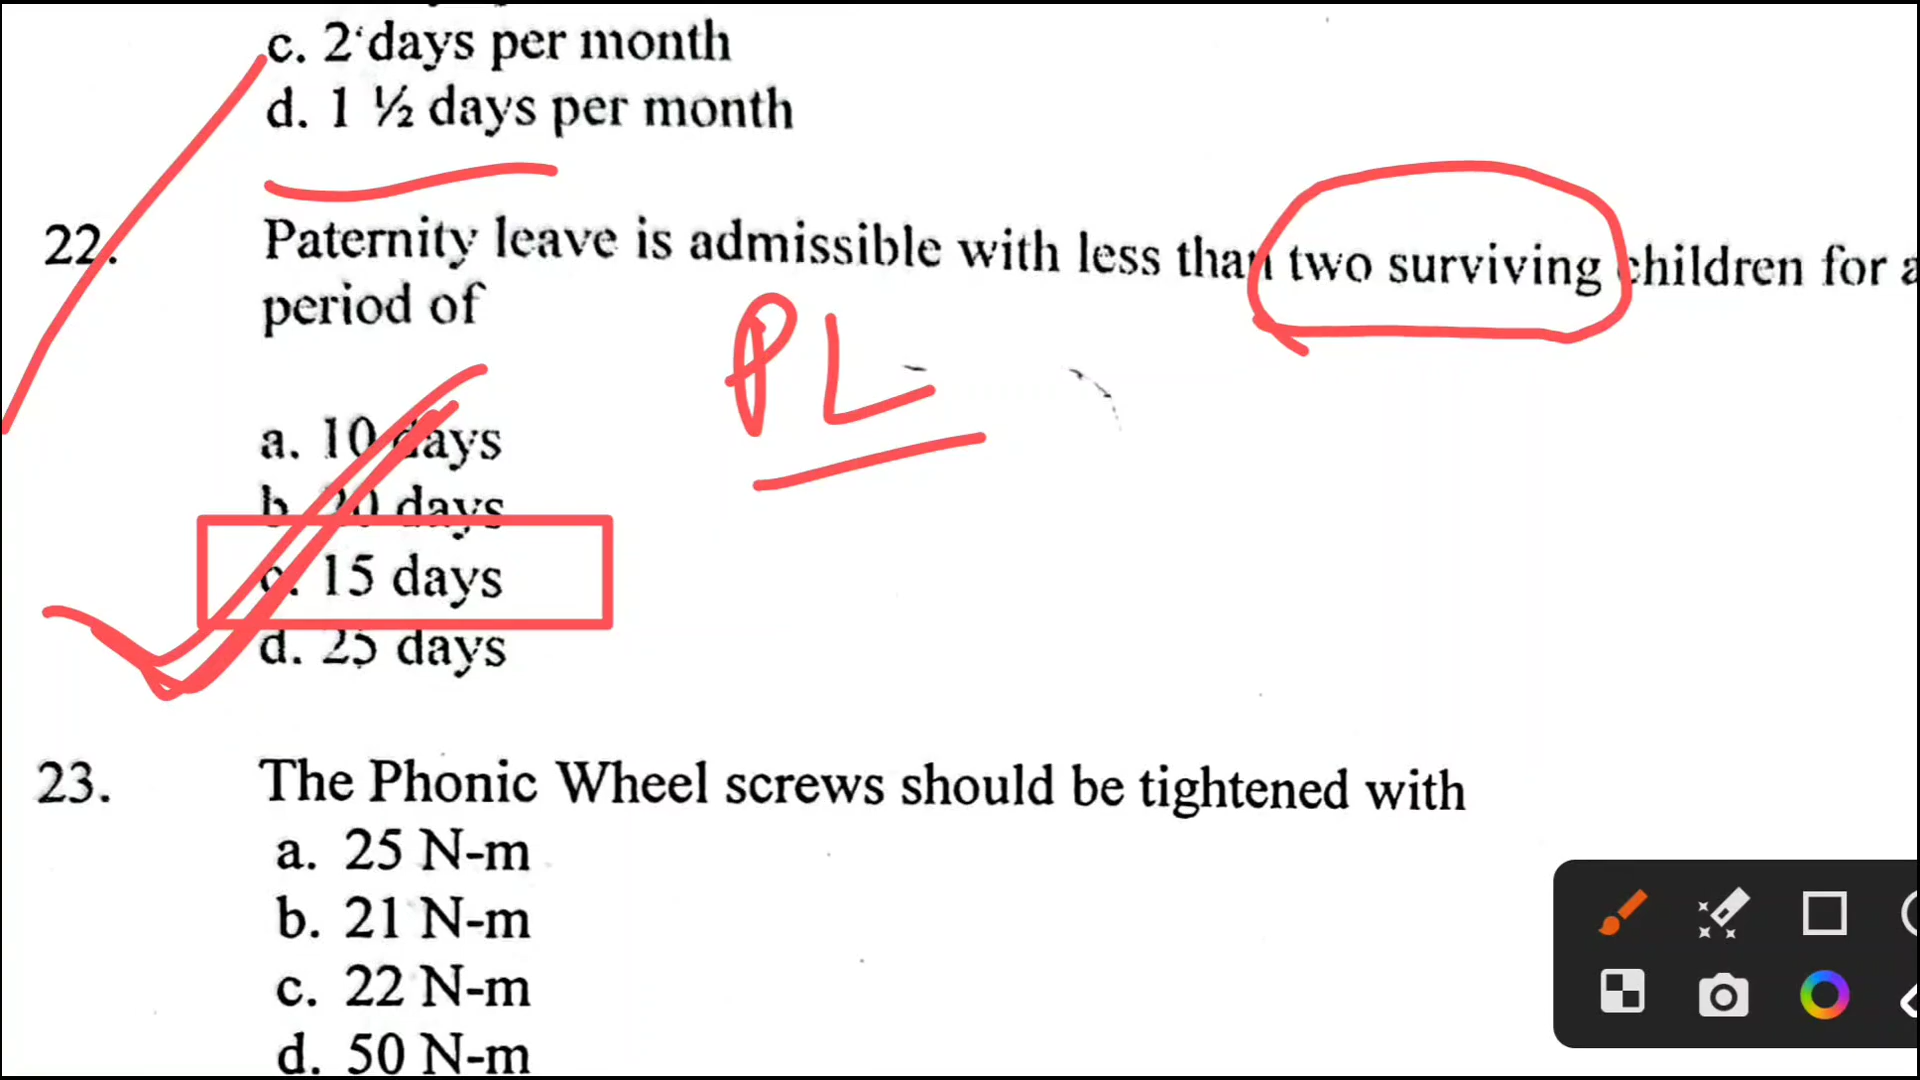 c. 2 days per month
d. 1 ½ days per month
22. Paternity leave is admissible with less than two surviving children for a
period of
PL
a. 10 days
b. 20 days
c. 15 days
d. 25 days
23. The Phonic Wheel screws should be tightened with
a. 25 N-m
b. 21 N-m
c. 22 N-m
d. 50 N-m